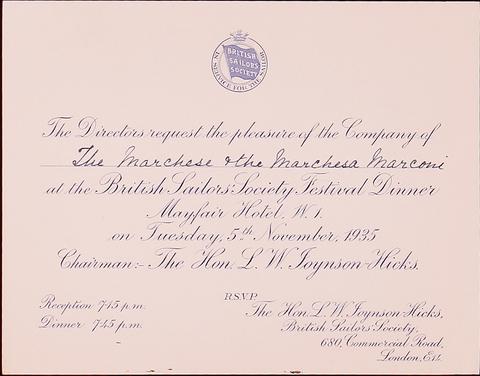 BRITISH
SAILORS
SOCIETY
IN SERVICE FOR THE
The Directors request the pleasure of the Company of
The Marchese & the Marchesa Marconi
at the British Sailors' Society Festival Dinner
Mayfair Hotel, W.1.
on Tuesday, 5th November, 1935
Chairman:- The Hon. L. W. Joynson-Hicks.
Reception 7.15 p.m.
Dinner 7.45 p.m.
R.S.V.P.
The Hon. L. W. Joynson-Hicks,
British Sailors' Society,
680, Commercial Road,
London, E.14.